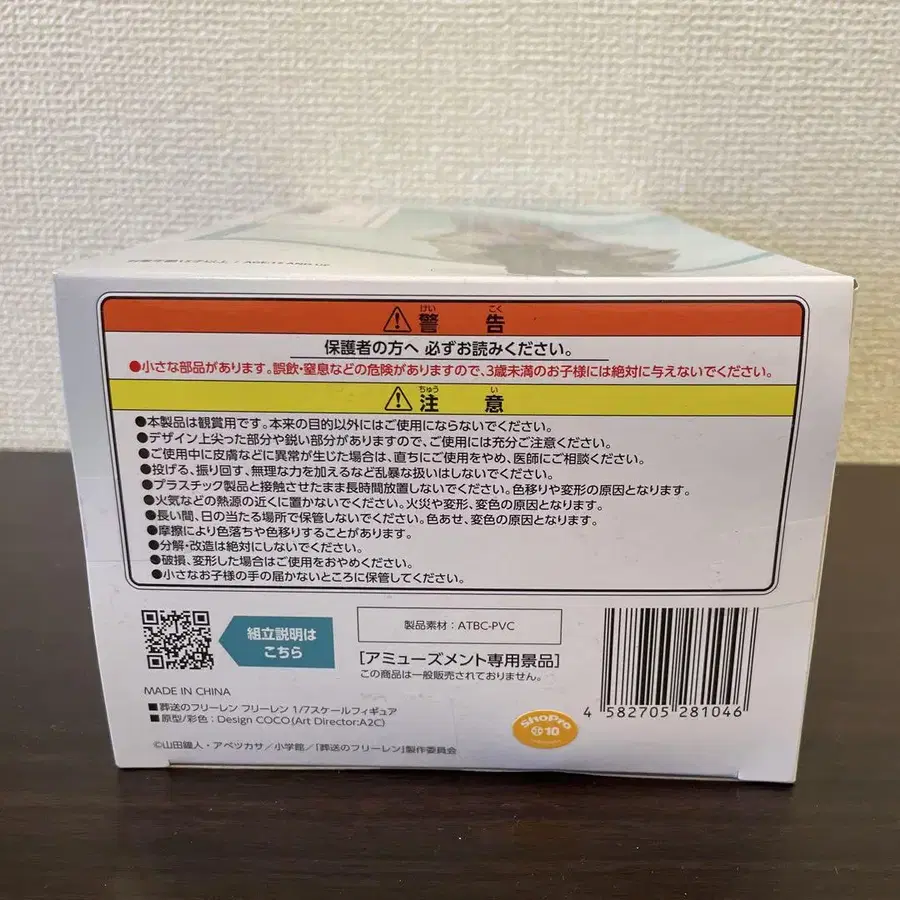 警 告
けい こく
保護者の方へ 必ずお読みください。
●小さな部品があります。誤飲・窒息などの危険がありますので、3歳未満のお子様には絶対に与えないでください。
注 意
ちゅう い
●本製品は観賞用です。本来の目的以外にはご使用にならないでください。
●デザイン上尖った部分や鋭い部分がありますので、ご使用には充分ご注意ください。
●ご使用中に皮膚などに異常が生じた場合は、直ちにご使用をやめ、医師にご相談ください。
●投げる、振り回す、無理な力を加えるなど乱暴な扱いはしないでください。
●プラスチック製品と接触させたまま長時間放置しないでください。色移りや変形の原因となります。
●火気などの熱源の近くに置かないでください。火災や変形、変色の原因となります。
●長い間、日の当たる場所で保管しないでください。色あせ、変色の原因となります。
●摩擦により色落ちや色移りすることがあります。
●分解・改造は絶対にしないでください。
●破損、変形した場合はご使用をおやめください。
●小さなお子様の手の届かないところに保管してください。
組立説明は
こちら
製品素材：ATBC-PVC
[アミューズメント専用景品]
この商品は一般販売されておりません。
MADE IN CHINA
■葬送のフリーレン フリーレン 1/7スケールフィギュア
■原型/彩色：Design COCO(Art Director:A2C)
©山田鐘人・アベツカサ／小学館／「葬送のフリーレン」製作委員会
ShoPro
10
4 582705 281046